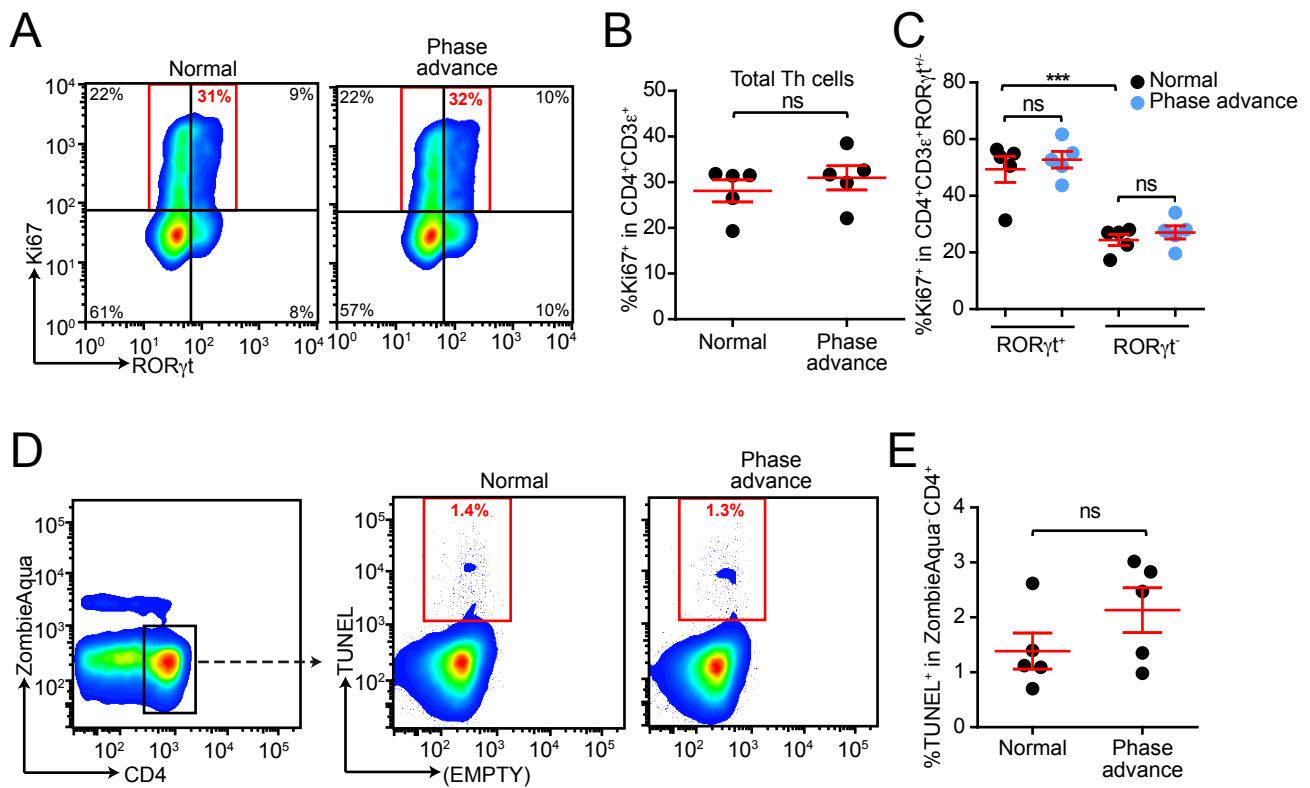 A
Normal
Phase
advance
10⁴
10³
10²
10¹
10⁰
22%
31%
9%
61%
8%
22%
32%
10%
57%
10%
10⁰ 10¹ 10² 10³ 10⁴
10⁰ 10¹ 10² 10³ 10⁴
Ki67
RORγt
B
Total Th cells
ns
50
40
30
20
10
0
%Ki67⁺ in CD4⁺CD3ε⁺
Normal
Phase
advance
C
Normal
Phase advance
***
ns
ns
80
60
40
20
0
%Ki67⁺ in CD4⁺CD3ε⁺RORγt⁺/⁻
RORγt⁺
RORγt⁻
D
10⁵
10⁴
10³
10²
10² 10³ 10⁴ 10⁵
ZombieAqua
CD4
Normal
1.4%
10⁵
10⁴
10³
10²
10² 10³ 10⁴ 10⁵
TUNEL
(EMPTY)
Phase
advance
1.3%
10⁵
10⁴
10³
10²
10² 10³ 10⁴ 10⁵
E
ns
4
3
2
1
0
%TUNEL⁺ in ZombieAqua⁻CD4⁺
Normal
Phase
advance